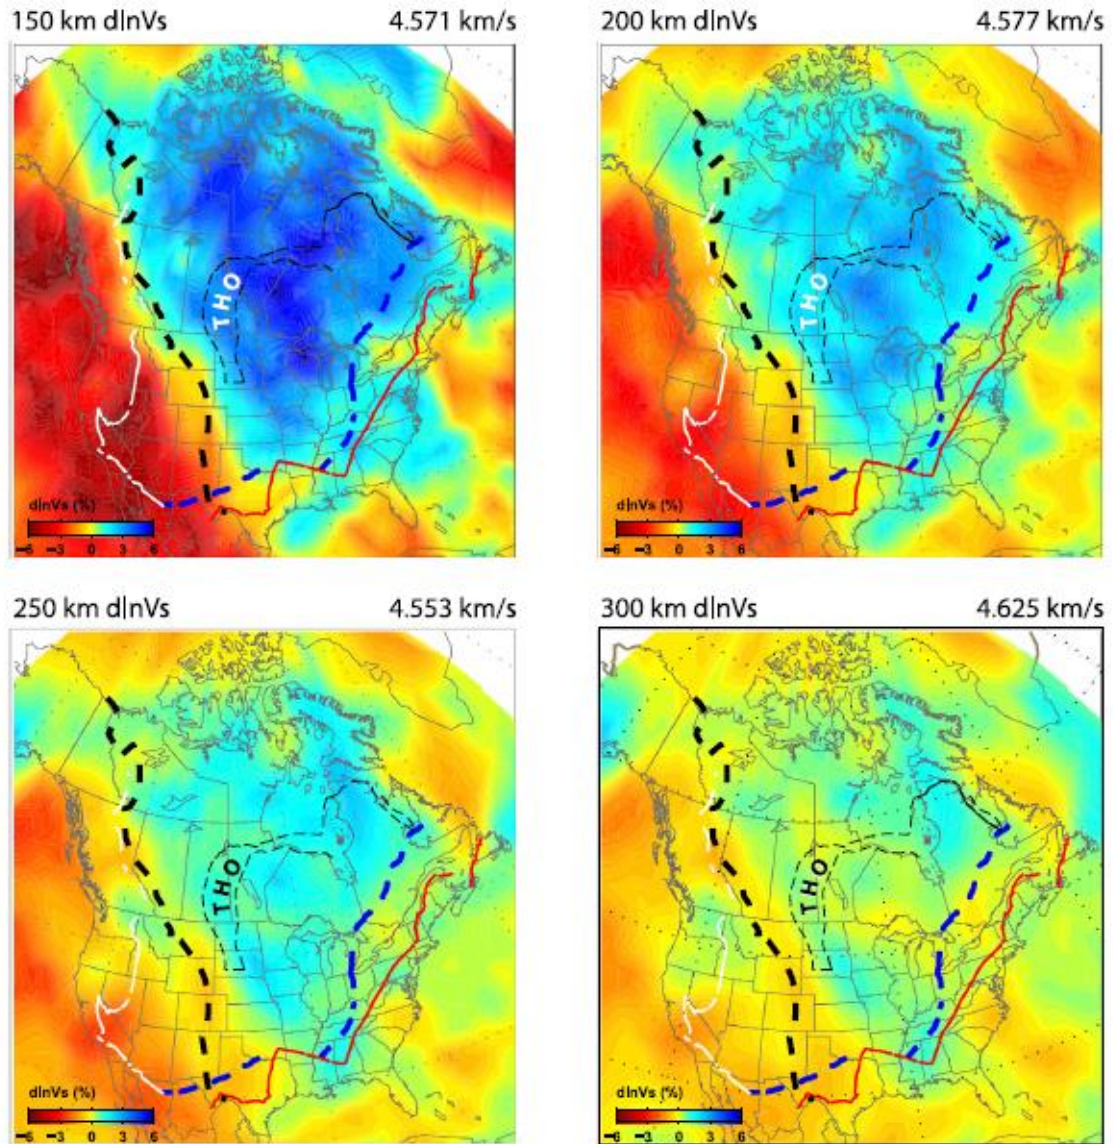 150 km dlnVs 4.571 km/s
200 km dlnVs 4.577 km/s
THO
THO
dlnVs (%)
−6 −3 0 3 6
dlnVs (%)
−6 −3 0 3 6
250 km dlnVs 4.553 km/s
300 km dlnVs 4.625 km/s
THO
THO
dlnVs (%)
−6 −3 0 3 6
dlnVs (%)
−6 −3 0 3 6